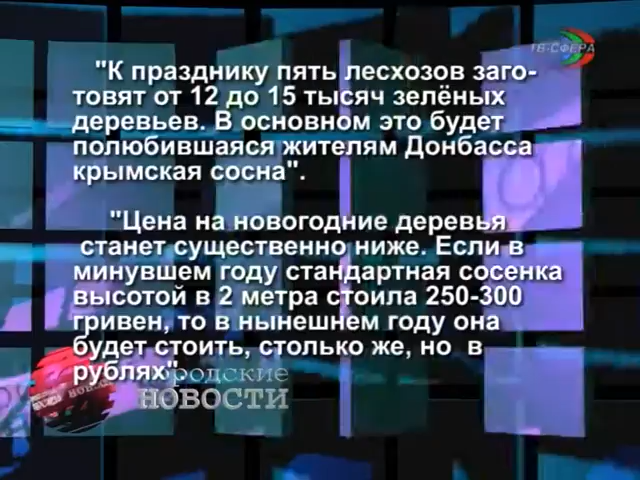 ТВ-СФЕРА
"К празднику пять лесхозов заго-
товят от 12 до 15 тысяч зелёных
деревьев. В основном это будет
полюбившаяся жителям Донбасса
крымская сосна".
"Цена на новогодние деревья
станет существенно ниже. Если в
минувшем году стандартная сосенка
высотой в 2 метра стоила 250-300
гривен, то в нынешнем году она
будет стоить, столько же, но в
рублях"
НОВОСТИ